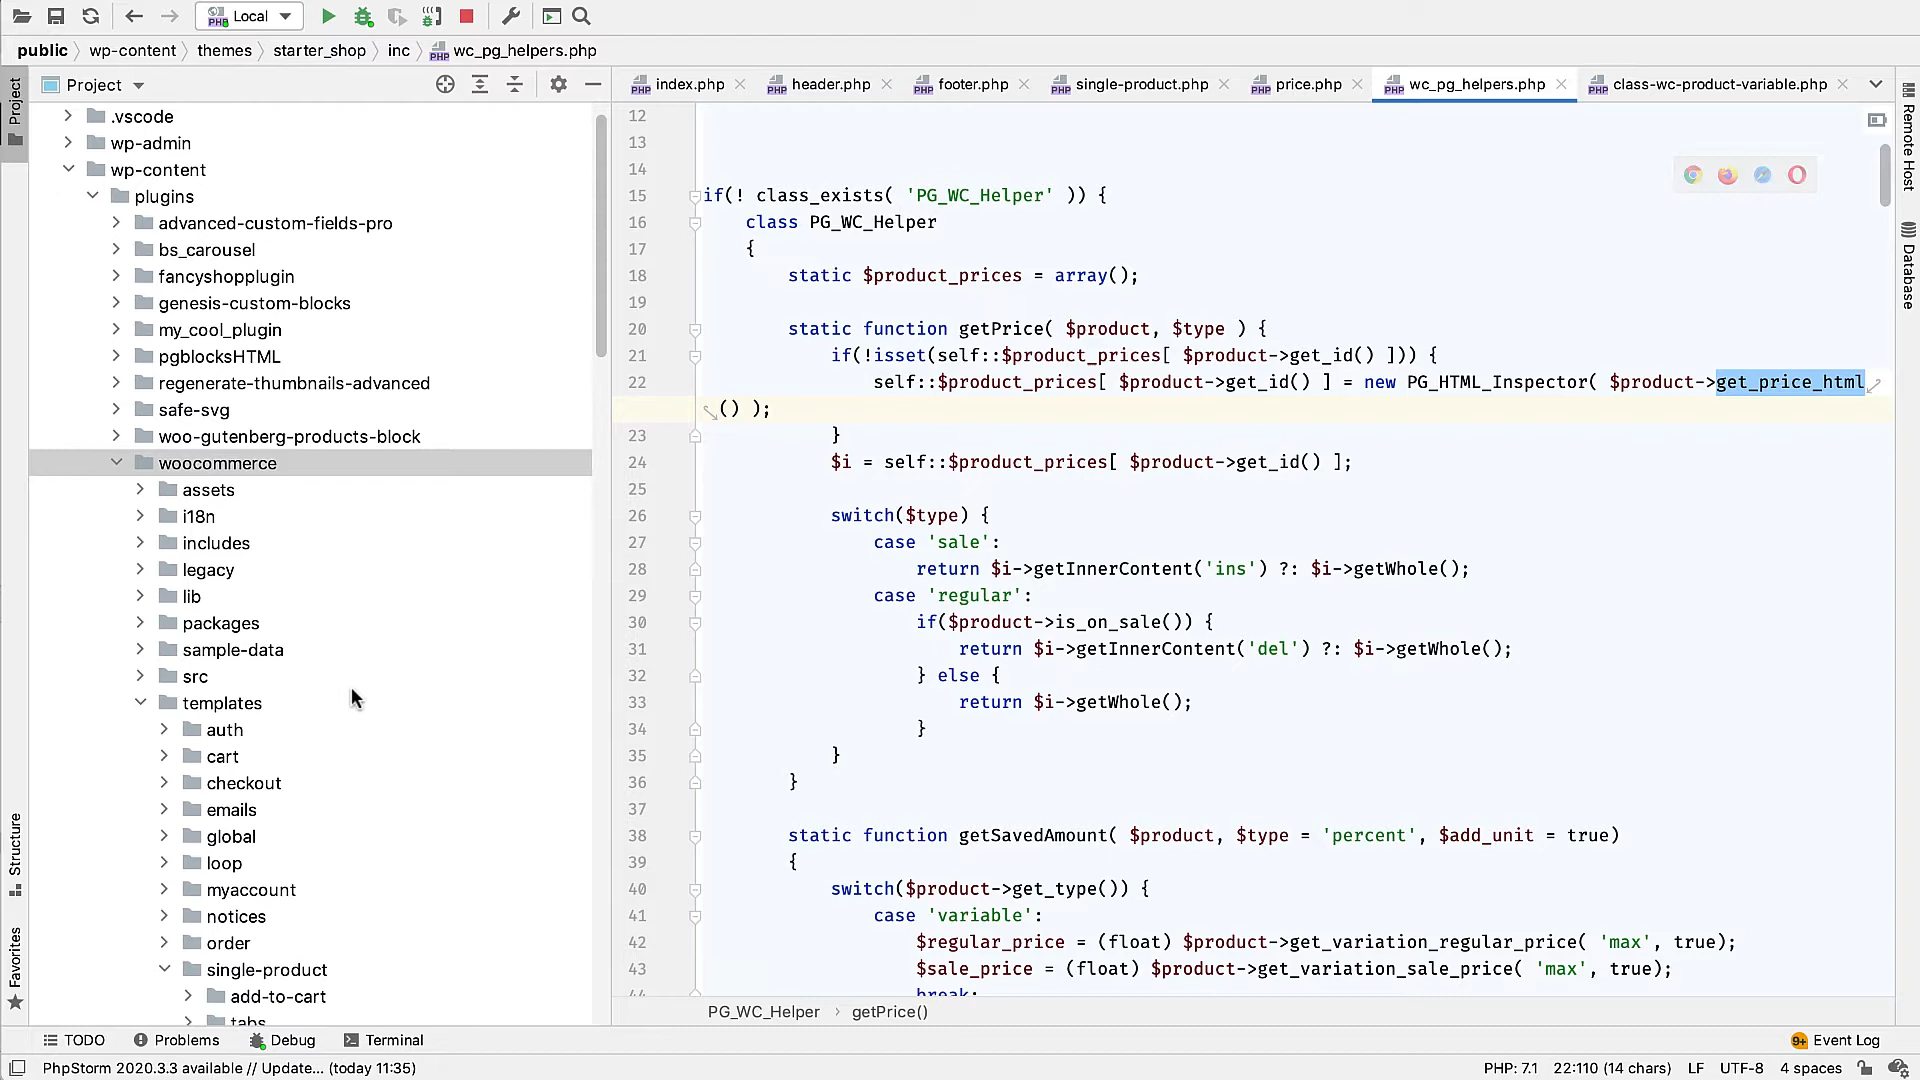 Local
public wp-content themes starter_shop inc wc_pg_helpers.php
Project
index.php header.php footer.php single-product.php price.php wc_pg_helpers.php class-wc-product-variable.php
.vscode
wp-admin
wp-content
plugins
advanced-custom-fields-pro
bs_carousel
fancyshopplugin
genesis-custom-blocks
my_cool_plugin
pgblocksHTML
regenerate-thumbnails-advanced
safe-svg
woo-gutenberg-products-block
woocommerce
assets
i18n
includes
legacy
lib
packages
sample-data
src
templates
auth
cart
checkout
emails
global
loop
myaccount
notices
order
single-product
add-to-cart
tabs
12
13
14
15 if(! class_exists( 'PG_WC_Helper' )) {
16 class PG_WC_Helper
17 {
18 static $product_prices = array();
19
20 static function getPrice( $product, $type ) {
21 if(!isset(self::$product_prices[ $product->get_id() ])) {
22 self::$product_prices[ $product->get_id() ] = new PG_HTML_Inspector( $product->get_price_html
() );
23 }
24 $i = self::$product_prices[ $product->get_id() ];
25
26 switch($type) {
27 case 'sale':
28 return $i->getInnerContent('ins') ?: $i->getWhole();
29 case 'regular':
30 if($product->is_on_sale()) {
31 return $i->getInnerContent('del') ?: $i->getWhole();
32 } else {
33 return $i->getWhole();
34 }
35 }
36 }
37
38 static function getSavedAmount( $product, $type = 'percent', $add_unit = true)
39 {
40 switch($product->get_type()) {
41 case 'variable':
42 $regular_price = (float) $product->get_variation_regular_price( 'max', true);
43 $sale_price = (float) $product->get_variation_sale_price( 'max', true);
44 break;
PG_WC_Helper getPrice()
Project
Structure
Favorites
Remote Host
Database
TODO Problems Debug Terminal 9+ Event Log
PhpStorm 2020.3.3 available // Update... (today 11:35) PHP: 7.1 22:110 (14 chars) LF UTF-8 4 spaces